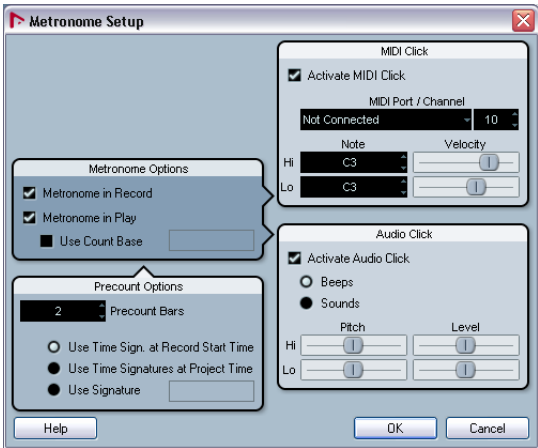 Metronome Setup
Metronome Options
Metronome in Record
Metronome in Play
Use Count Base
Precount Options
2 Precount Bars
Use Time Sign. at Record Start Time
Use Time Signatures at Project Time
Use Signature
MIDI Click
Activate MIDI Click
MIDI Port / Channel
Not Connected 10
Note Velocity
Hi C3
Lo C3
Audio Click
Activate Audio Click
Beeps
Sounds
Pitch Level
Hi
Lo
Help OK Cancel